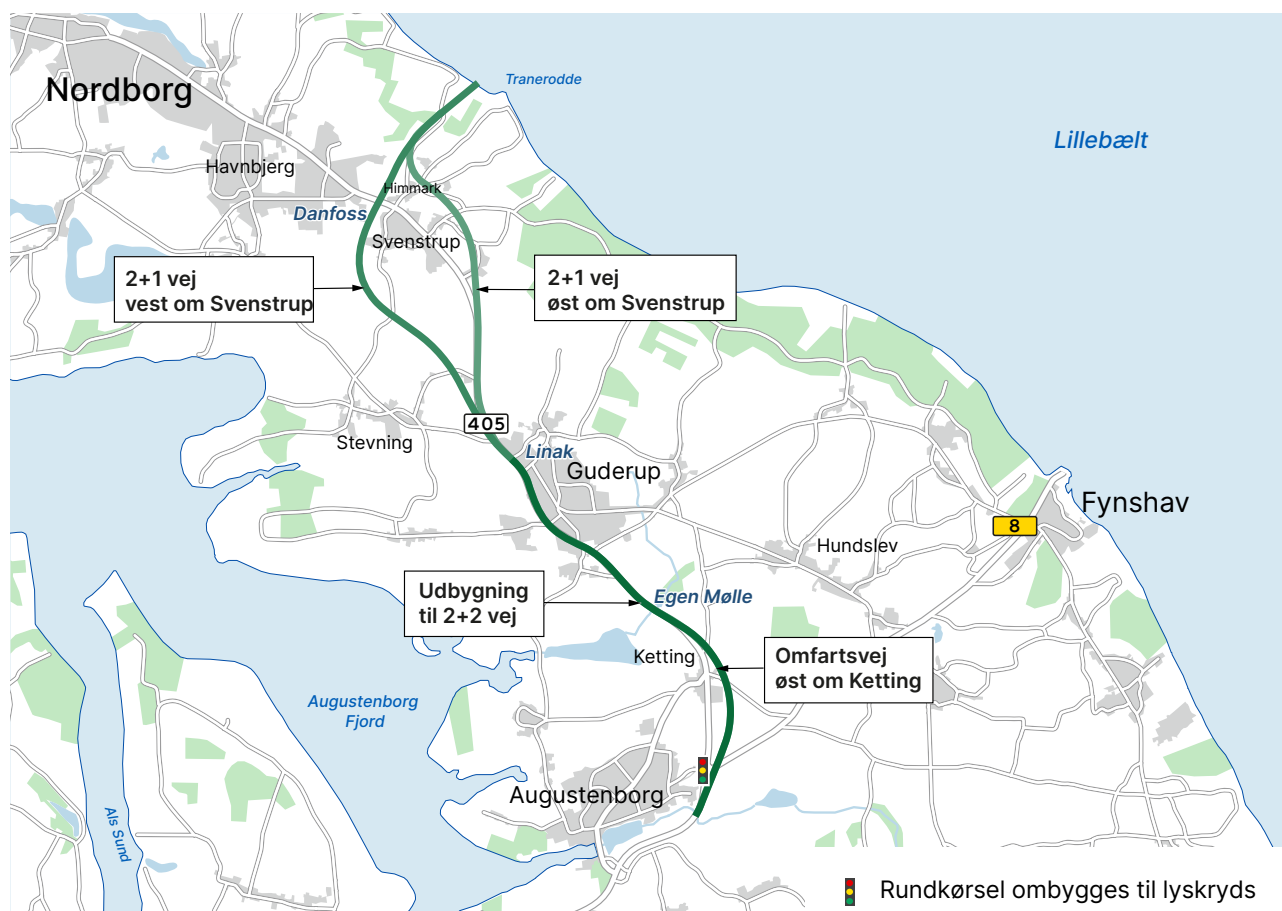 Tranerodde
Nordborg
Lillebælt
Havnbjerg
Himmark
Danfoss
Svenstrup
2+1 vej
vest om Svenstrup
2+1 vej
øst om Svenstrup
405
Stevning
Linak
Guderup
Fynshav
8
Hundslev
Udbygning
til 2+2 vej
Egen Mølle
Ketting
Omfartsvej
øst om Ketting
Augustenborg
Fjord
Augustenborg
Als Sund
Rundkørsel ombygges til lyskryds